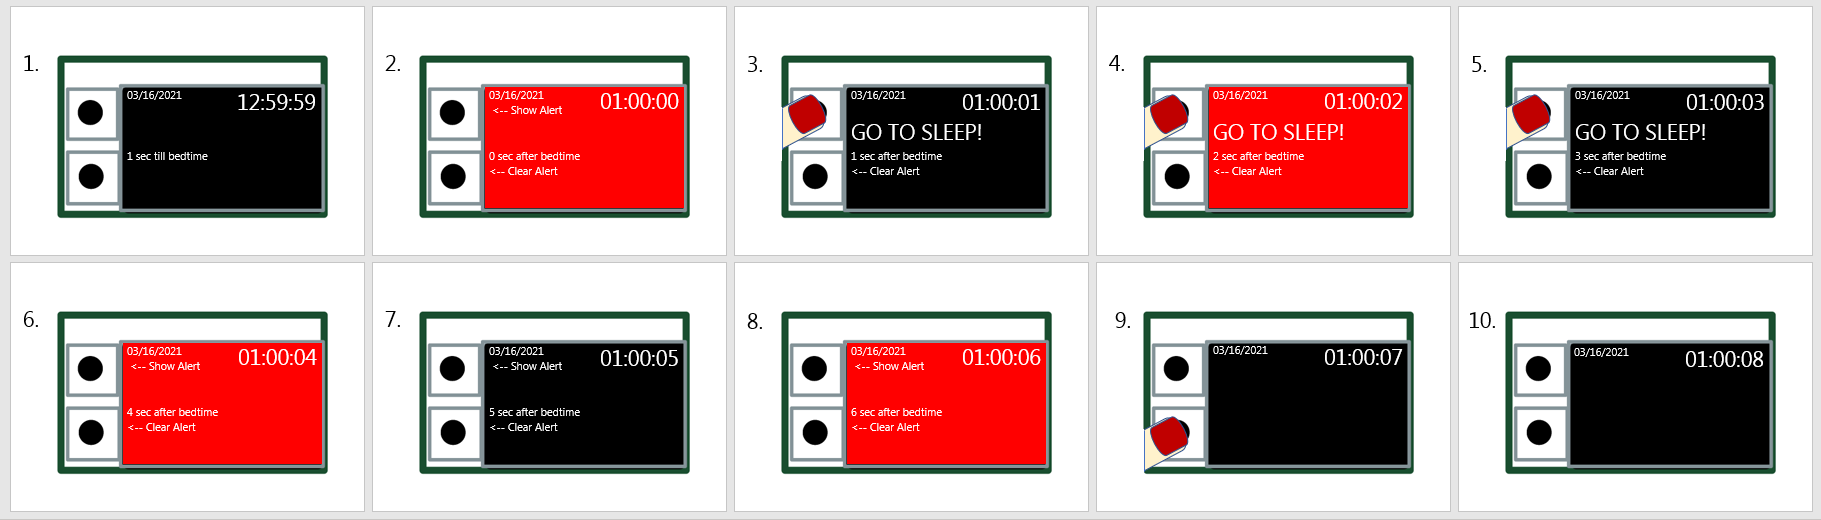 1.
03/16/2021
12:59:59
1 sec till bedtime
2.
03/16/2021
01:00:00
<-- Show Alert
0 sec after bedtime
<-- Clear Alert
3.
03/16/2021
01:00:01
GO TO SLEEP!
1 sec after bedtime
<-- Clear Alert
4.
03/16/2021
01:00:02
GO TO SLEEP!
2 sec after bedtime
<-- Clear Alert
5.
03/16/2021
01:00:03
GO TO SLEEP!
3 sec after bedtime
<-- Clear Alert
6.
03/16/2021
01:00:04
<-- Show Alert
4 sec after bedtime
<-- Clear Alert
7.
03/16/2021
01:00:05
<-- Show Alert
5 sec after bedtime
<-- Clear Alert
8.
03/16/2021
01:00:06
<-- Show Alert
6 sec after bedtime
<-- Clear Alert
9.
03/16/2021
01:00:07
10.
03/16/2021
01:00:08